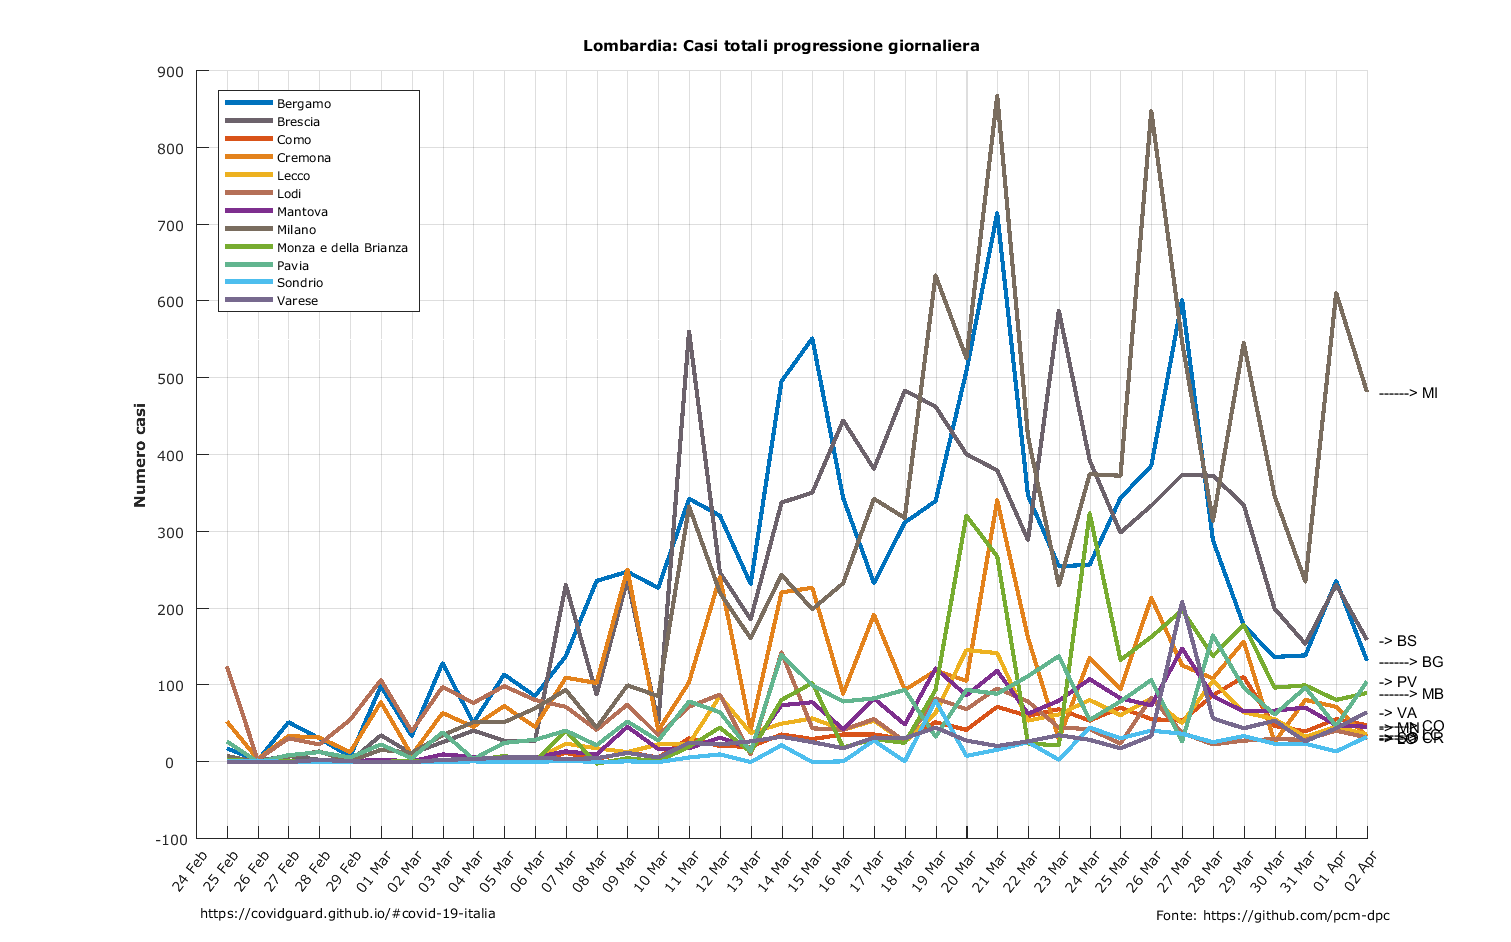 Lombardia: Casi totali progressione giornaliera
Numero casi
900
800
700
600
500
400
300
200
100
0
-100
Bergamo
Brescia
Como
Cremona
Lecco
Lodi
Mantova
Milano
Monza e della Brianza
Pavia
Sondrio
Varese
------> MI
-> BS
------> BG
-> PV
------> MB
-> VA
24 Feb
25 Feb
26 Feb
27 Feb
28 Feb
29 Feb
01 Mar
02 Mar
03 Mar
04 Mar
05 Mar
06 Mar
07 Mar
08 Mar
09 Mar
10 Mar
11 Mar
12 Mar
13 Mar
14 Mar
15 Mar
16 Mar
17 Mar
18 Mar
19 Mar
20 Mar
21 Mar
22 Mar
23 Mar
24 Mar
25 Mar
26 Mar
27 Mar
28 Mar
29 Mar
30 Mar
31 Mar
01 Apr
02 Apr
https://covidguard.github.io/#covid-19-italia
Fonte: https://github.com/pcm-dpc